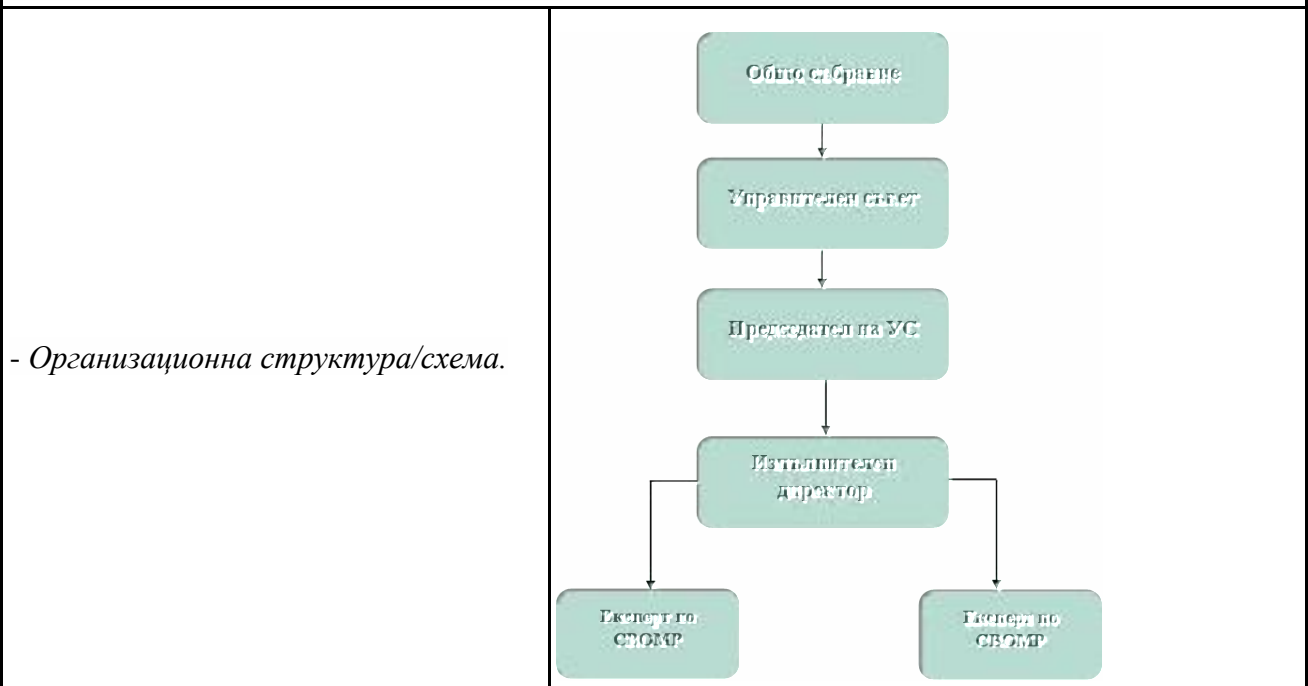 Общо събрание
Управителен съвет
Председател на УС
- Организационна структура/схема.
Изпълнителен
директор
Експерт по
СВОМР
Експерт по
СВОМР